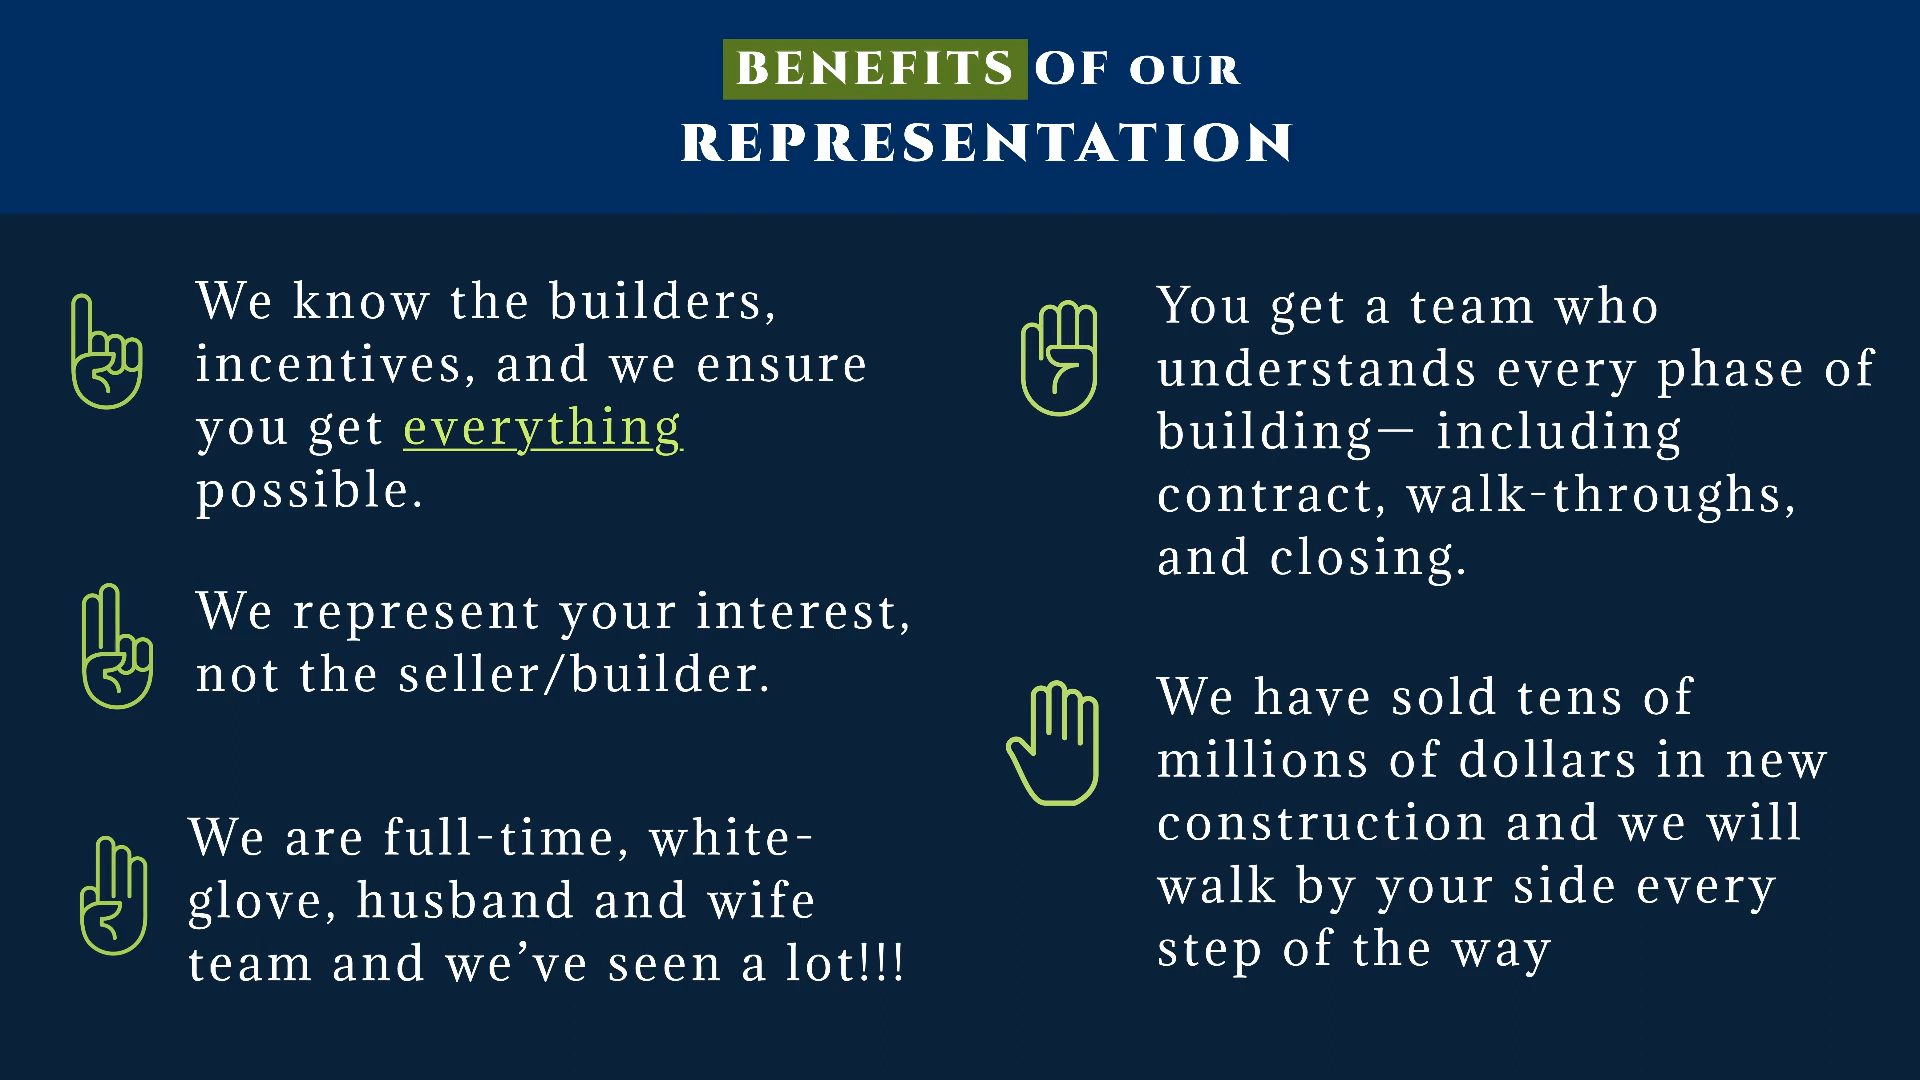 BENEFITS OF OUR
REPRESENTATION
We know the builders,
incentives, and we ensure
you get everything
possible.
We represent your interest,
not the seller/builder.
We are full-time, white-
glove, husband and wife
team and we’ve seen a lot!!!
You get a team who
understands every phase of
building— including
contract, walk-throughs,
and closing.
We have sold tens of
millions of dollars in new
construction and we will
walk by your side every
step of the way